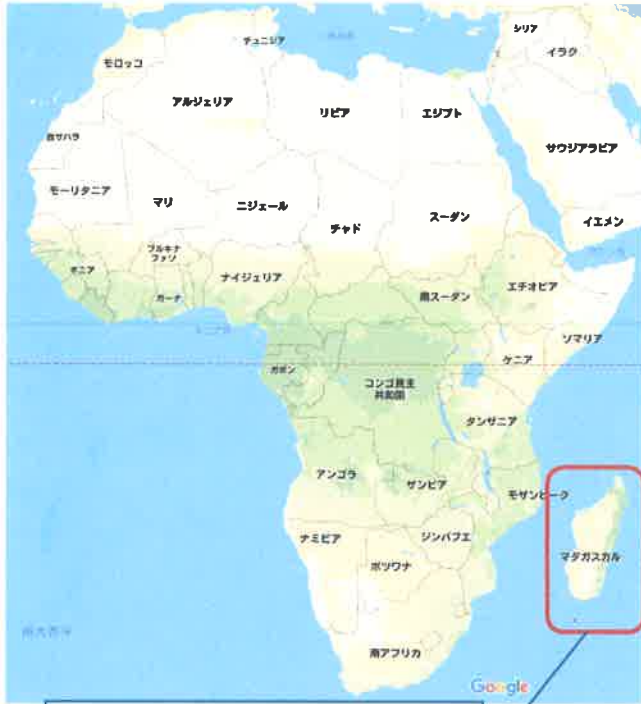 チュニジア
シリア
モロッコ
イラク
アルジェリア
リビア
エジプト
西サハラ
サウジアラビア
モーリタニア
マリ
ニジェール
チャド
スーダン
イエメン
ブルキナ
ファソ
ギニア
ガーナ
ナイジェリア
南スーダン
エチオピア
ソマリア
ガボン
コンゴ民主
共和国
ケニア
タンザニア
アンゴラ
ザンビア
モザンビーク
マダガスカル
ナミビア
ジンバブエ
ボツワナ
南大西洋
南アフリカ
Google